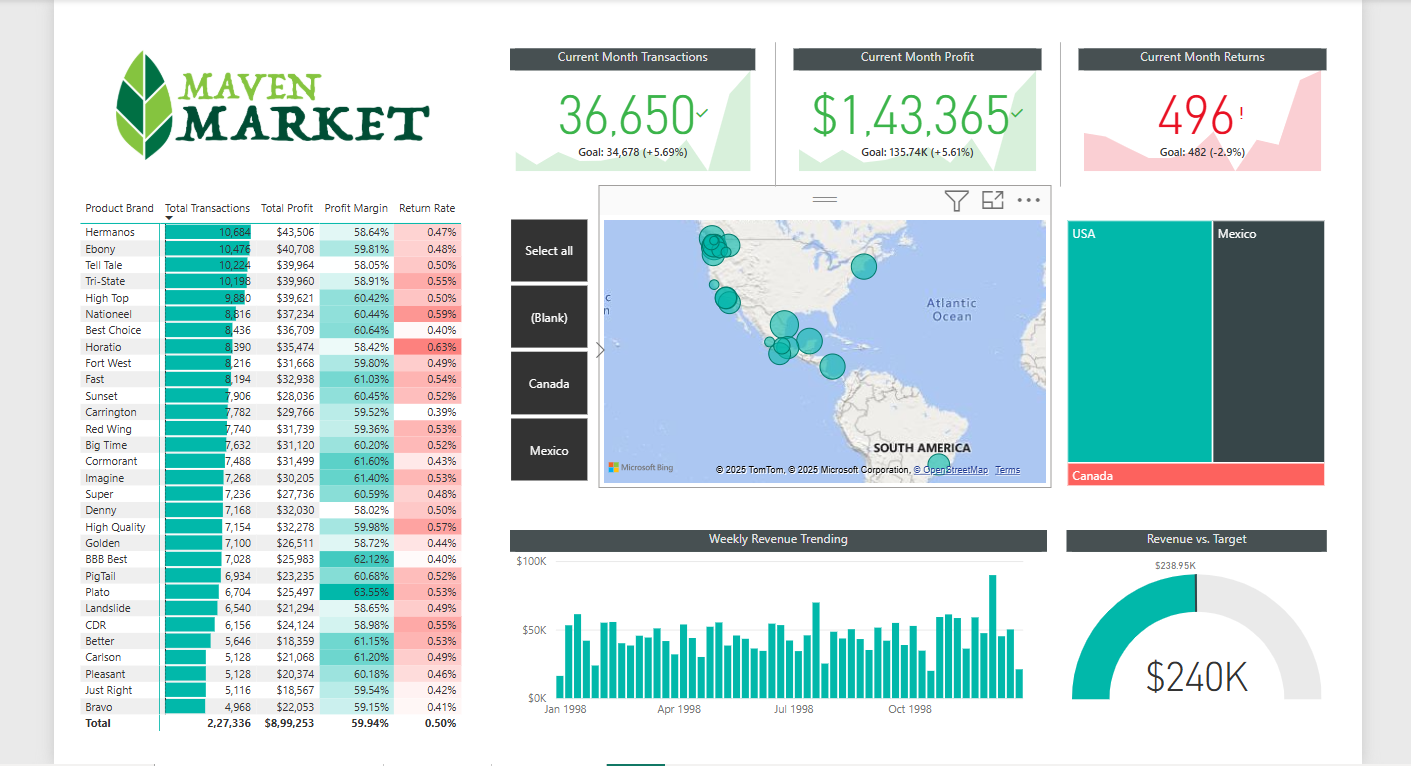 MAVEN
MARKET
Current Month Transactions
36,650
Goal: 34,678 (+5.69%)
Current Month Profit
$1,43,365
Goal: 135.74K (+5.61%)
Current Month Returns
496!
Goal: 482 (-2.9%)
Product Brand Total Transactions Total Profit Profit Margin Return Rate
Hermanos 10,684 $43,506 58.64% 0.47%
Ebony 10,476 $40,708 59.81% 0.48%
Tell Tale 10,224 $39,964 58.05% 0.50%
Tri-State 10,198 $39,960 58.91% 0.55%
High Top 9,880 $39,621 60.42% 0.50%
Nationeel 8,816 $37,234 60.44% 0.59%
Best Choice 8,436 $36,709 60.64% 0.40%
Horatio 8,390 $35,474 58.42% 0.63%
Fort West 8,216 $31,668 59.80% 0.49%
Fast 8,194 $32,938 61.03% 0.54%
Sunset 7,906 $28,036 60.45% 0.52%
Carrington 7,782 $29,766 59.52% 0.39%
Red Wing 7,740 $31,739 59.36% 0.53%
Big Time 7,632 $31,120 60.20% 0.52%
Cormorant 7,488 $31,499 61.60% 0.43%
Imagine 7,268 $30,205 61.40% 0.53%
Super 7,236 $27,736 60.59% 0.48%
Denny 7,168 $32,030 58.02% 0.50%
High Quality 7,154 $32,278 59.98% 0.57%
Golden 7,100 $26,511 58.72% 0.44%
BBB Best 7,028 $25,983 62.12% 0.40%
PigTail 6,934 $23,235 60.68% 0.52%
Plato 6,704 $25,497 63.55% 0.53%
Landslide 6,540 $21,294 58.65% 0.49%
CDR 6,156 $24,124 58.98% 0.55%
Better 5,646 $18,359 61.15% 0.53%
Carlson 5,128 $21,068 61.20% 0.49%
Pleasant 5,128 $20,374 60.18% 0.46%
Just Right 5,116 $18,567 59.54% 0.42%
Bravo 4,968 $22,053 59.15% 0.41%
Total 2,27,336 $8,99,253 59.94% 0.50%
Select all
(Blank)
Canada
Mexico
c
n
Atlantic
Ocean
SOUTH AMERICA
Microsoft Bing
© 2025 TomTom, © 2025 Microsoft Corporation, © OpenStreetMap Terms
USA
Mexico
Canada
Weekly Revenue Trending
$100K
$50K
$0K
Jan 1998 Apr 1998 Jul 1998 Oct 1998
Revenue vs. Target
$238.95K
$240K